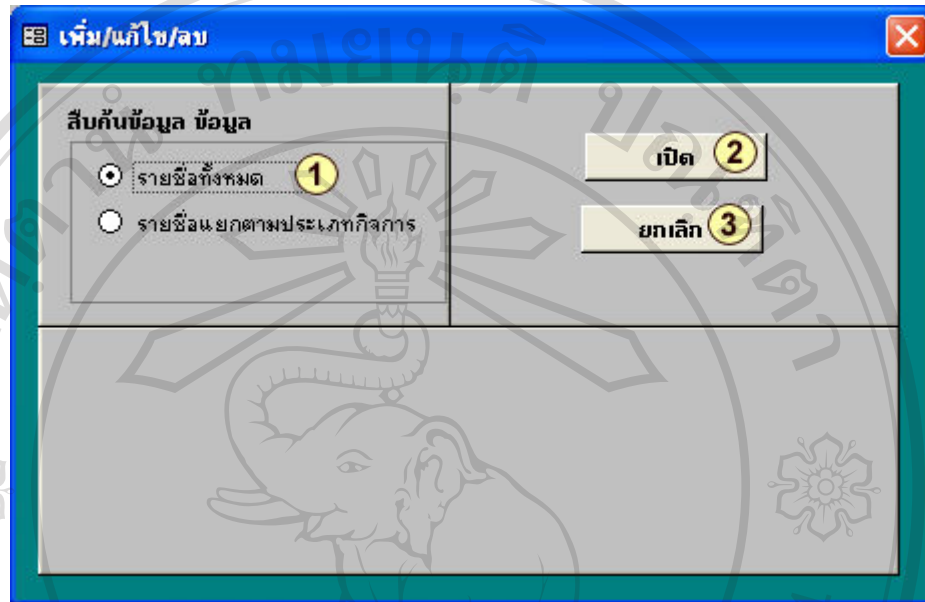 เพิ่ม/แก้ไข/ลบ
สืบค้นข้อมูล ข้อมูล
รายชื่อทั้งหมด 1
รายชื่อแยกตามประเภทกิจการ
เปิด 2
ยกเลิก 3